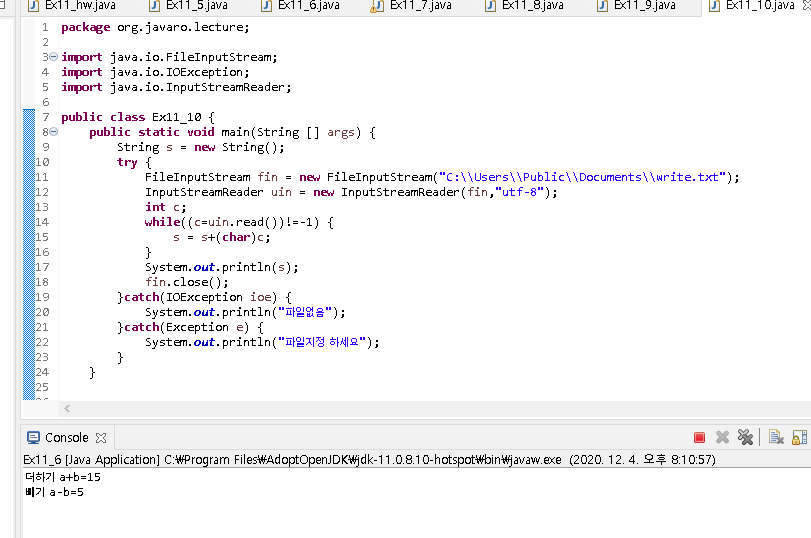 Ex11_hw.java Ex11_5.java Ex11_6.java Ex11_7.java Ex11_8.java Ex11_9.java Ex11_10.java
1 package org.javaro.lecture;
2
3 import java.io.FileInputStream;
4 import java.io.IOException;
5 import java.io.InputStreamReader;
6
7 public class Ex11_10 {
8 public static void main(String [] args) {
9 String s = new String();
10 try {
11 FileInputStream fin = new FileInputStream("C:\\Users\\Public\\Documents\\write.txt");
12 InputStreamReader uin = new InputStreamReader(fin,"utf-8");
13 int c;
14 while((c=uin.read())!=-1) {
15 s = s+(char)c;
16 }
17 System.out.println(s);
18 fin.close();
19 }catch(IOException ioe) {
20 System.out.println("파일없음");
21 }catch(Exception e) {
22 System.out.println("파일지정 하세요");
23 }
24 }
25
Console
Ex11_6 [Java Application] C:₩Program Files₩AdoptOpenJDK₩jdk-11.0.8.10-hotspot₩bin₩javaw.exe (2020. 12. 4. 오후 8:10:57)
더하기 a+b=15
빼기 a-b=5